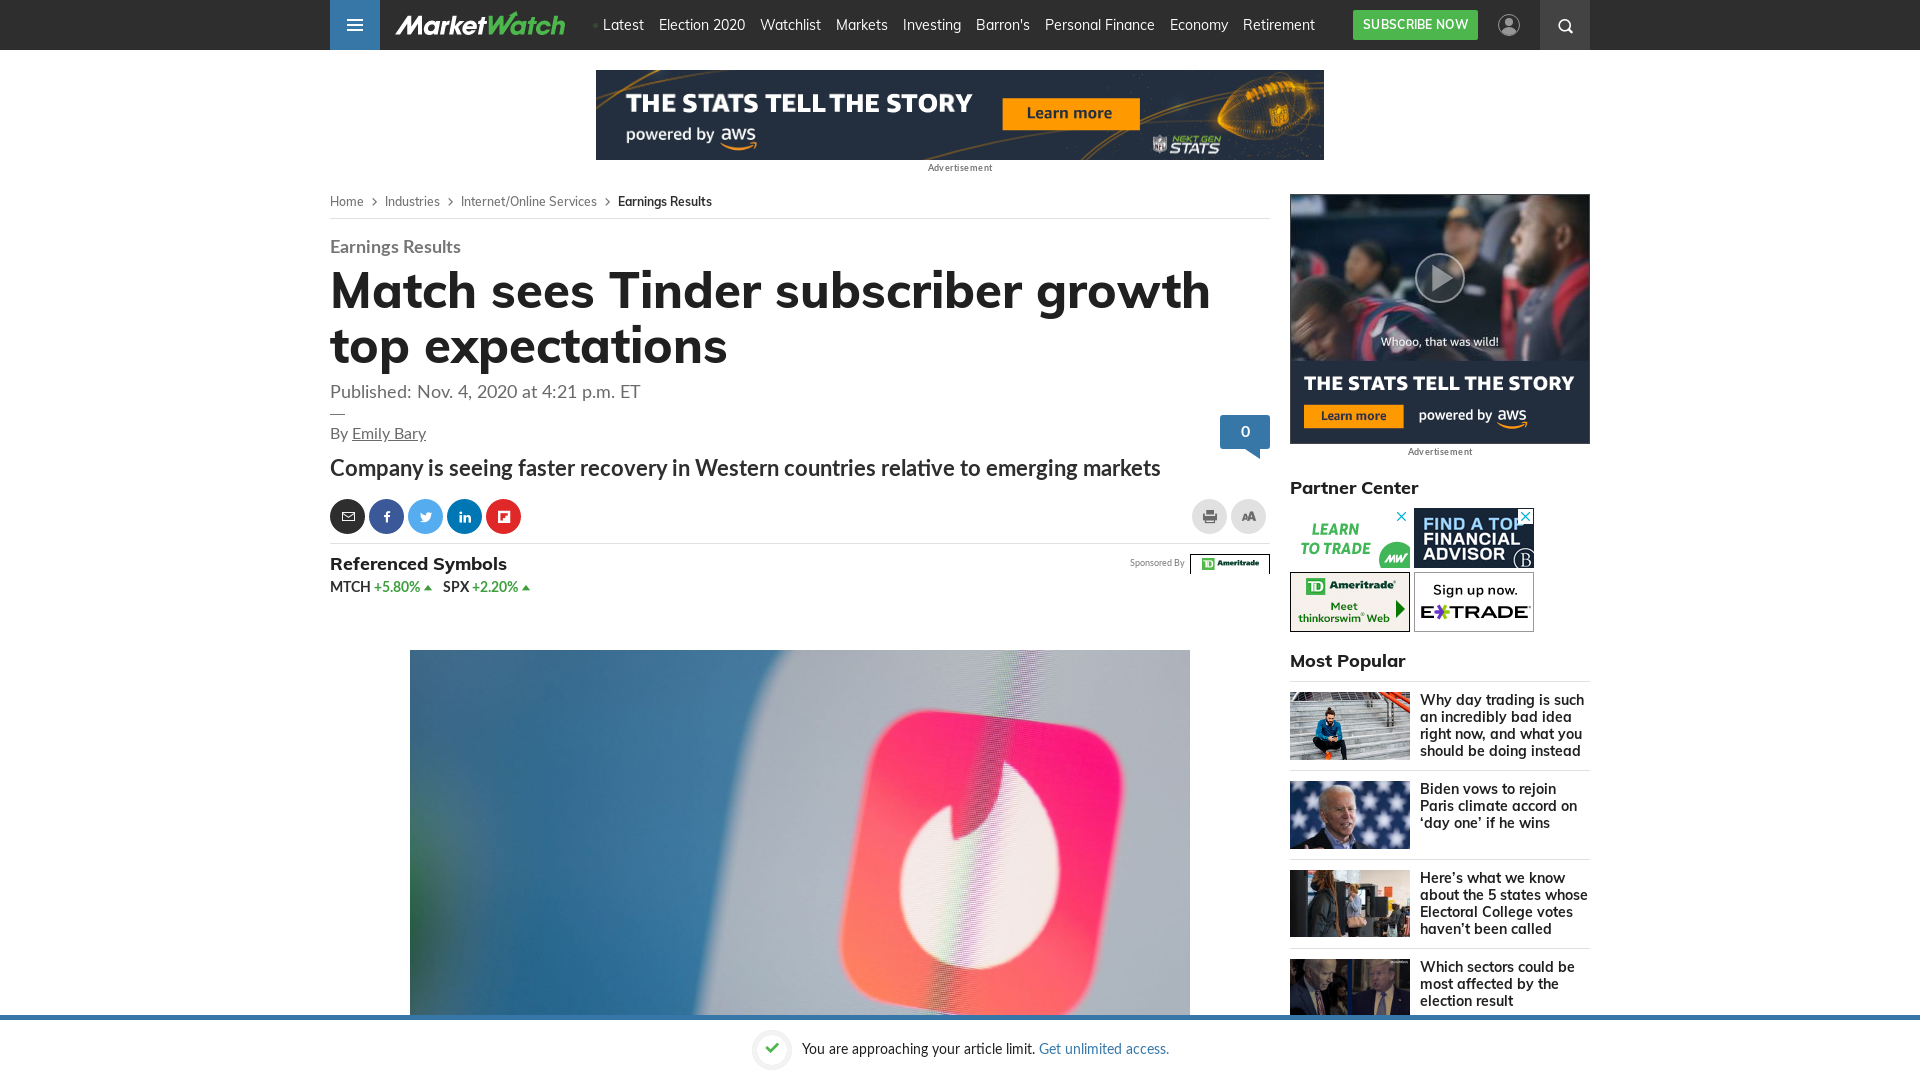 MarketWatch
Latest Election 2020 Watchlist Markets Investing Barron's Personal Finance Economy Retirement
SUBSCRIBE NOW
THE STATS TELL THE STORY
powered by aws
Learn more
NFL
NEXT GEN STATS
Advertisement
Home > Industries > Internet/Online Services > Earnings Results
Earnings Results
Match sees Tinder subscriber growth
top expectations
Published: Nov. 4, 2020 at 4:21 p.m. ET
By Emily Bary
0
Company is seeing faster recovery in Western countries relative to emerging markets
AA
Referenced Symbols
Sponsored By TD Ameritrade
MTCH +5.80% SPX +2.20%
Whooo, that was wild!
THE STATS TELL THE STORY
Learn more powered by aws
Advertisement
Partner Center
LEARN
TO TRADE
MW
FIND A TOP
FINANCIAL
ADVISOR
B
TD Ameritrade
Meet
thinkorswim® Web
Sign up now.
E*TRADE
Most Popular
Why day trading is such
an incredibly bad idea
right now, and what you
should be doing instead
Biden vows to rejoin
Paris climate accord on
‘day one’ if he wins
Here’s what we know
about the 5 states whose
Electoral College votes
haven’t been called
Which sectors could be
most affected by the
election result
You are approaching your article limit. Get unlimited access.